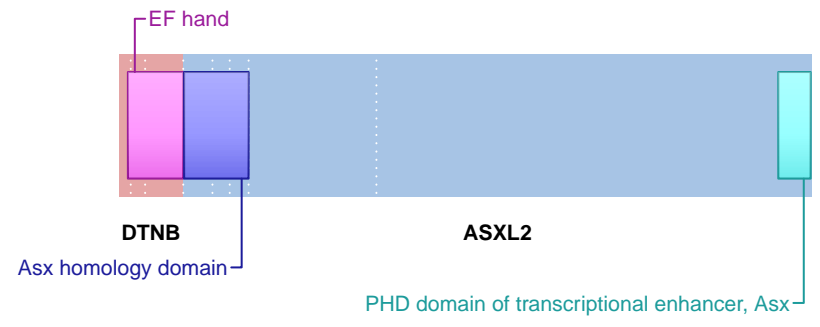 EF hand
DTNB
ASXL2
Asx homology domain
PHD domain of transcriptional enhancer, Asx